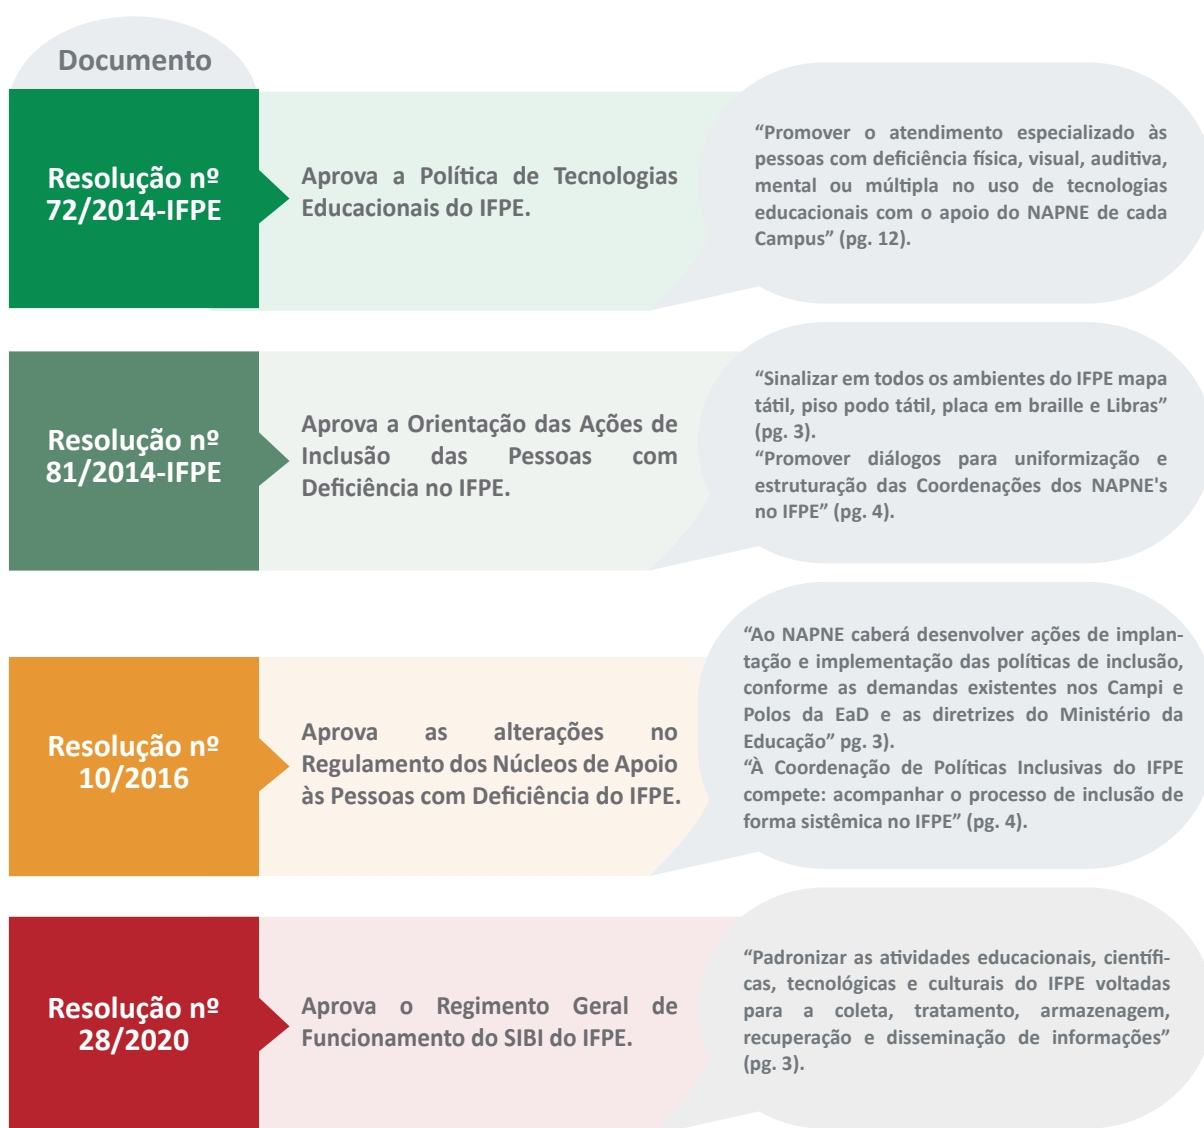 Documento
Resolução nº
72/2014-IFPE
Aprova a Política de Tecnologias
Educacionais do IFPE.
“Promover o atendimento especializado às
pessoas com deficiência física, visual, auditiva,
mental ou múltipla no uso de tecnologias
educacionais com o apoio do NAPNE de cada
Campus” (pg. 12).
Resolução nº
81/2014-IFPE
Aprova a Orientação das Ações de
Inclusão das Pessoas com
Deficiência no IFPE.
“Sinalizar em todos os ambientes do IFPE mapa
tátil, piso podo tátil, placa em braille e Libras”
(pg. 3).
“Promover diálogos para uniformização e
estruturação das Coordenações dos NAPNE's
no IFPE” (pg. 4).
Resolução nº
10/2016
Aprova as alterações no
Regulamento dos Núcleos de Apoio
às Pessoas com Deficiência do IFPE.
“Ao NAPNE caberá desenvolver ações de implan-
tação e implementação das políticas de inclusão,
conforme as demandas existentes nos Campi e
Polos da EaD e as diretrizes do Ministério da
Educação” pg. 3).
“À Coordenação de Políticas Inclusivas do IFPE
compete: acompanhar o processo de inclusão de
forma sistêmica no IFPE” (pg. 4).
Resolução nº
28/2020
Aprova o Regimento Geral de
Funcionamento do SIBI do IFPE.
“Padronizar as atividades educacionais, científi-
cas, tecnológicas e culturais do IFPE voltadas
para a coleta, tratamento, armazenagem,
recuperação e disseminação de informações”
(pg. 3).